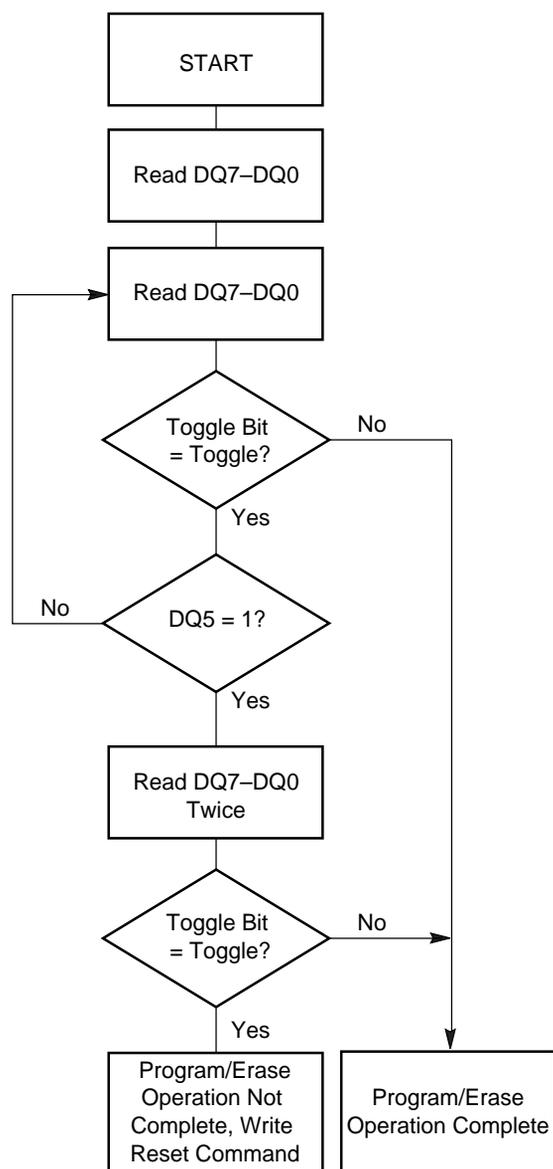 START
Read DQ7–DQ0
Read DQ7–DQ0
Toggle Bit
= Toggle?
No
Yes
DQ5 = 1?
No
Yes
Read DQ7–DQ0
Twice
Toggle Bit
= Toggle?
No
Yes
Program/Erase
Operation Not
Complete, Write
Reset Command
Program/Erase
Operation Complete